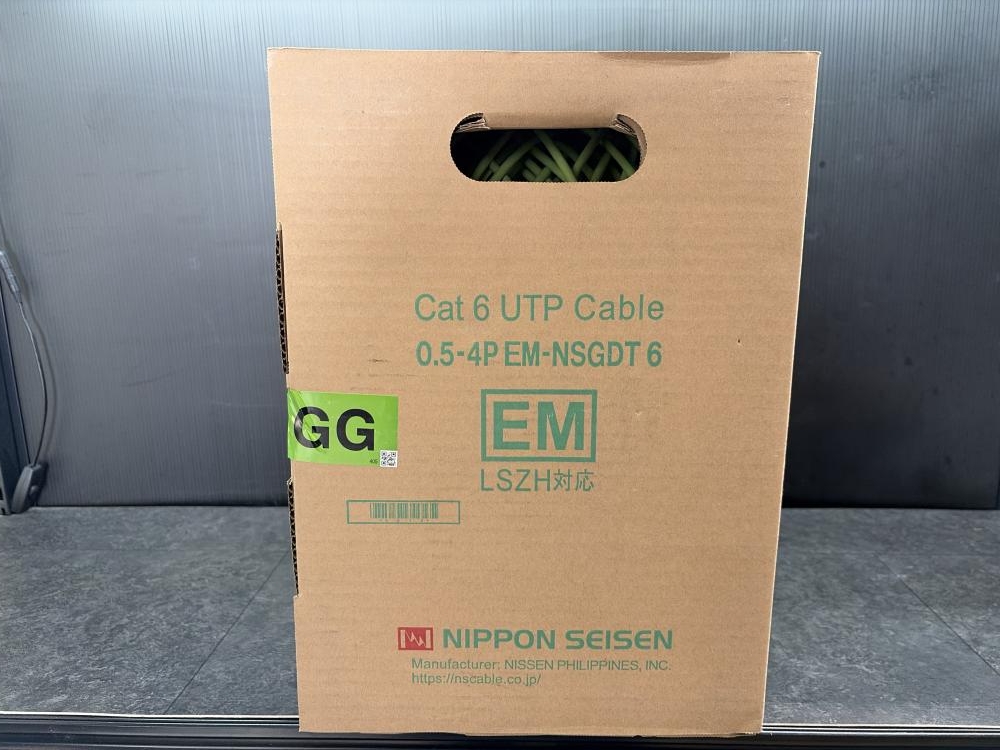 Cat 6 UTP Cable
0.5-4P EM-NSGDT 6
EM
GG
LSZH対応
NIPPON SEISEN
Manufacturer: NISSEN PHILIPPINES, INC.
https://nscable.co.jp/